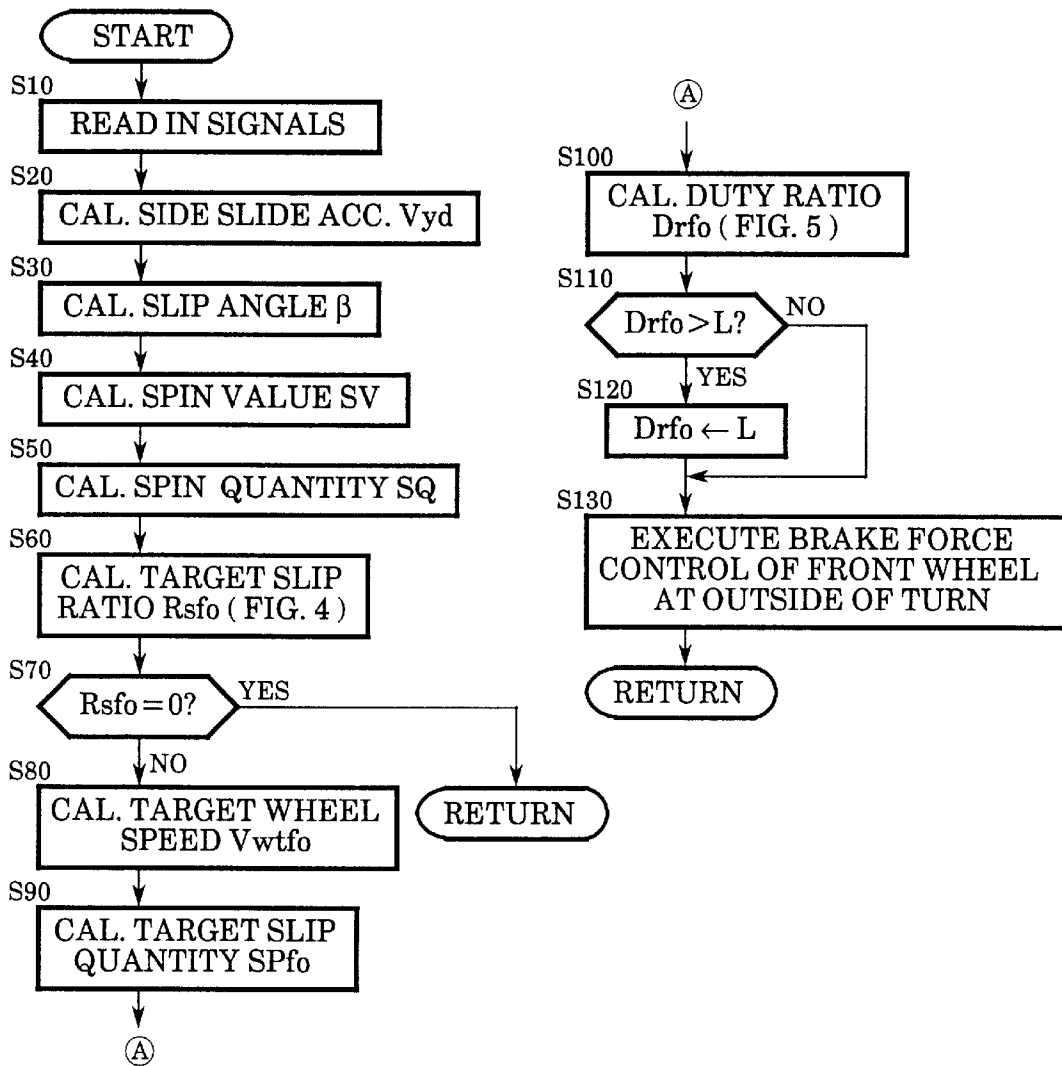 START
S10
READ IN SIGNALS
S20
CAL. SIDE SLIDE ACC. Vyd
S30
CAL. SLIP ANGLE β
S40
CAL. SPIN VALUE SV
S50
CAL. SPIN QUANTITY SQ
S60
CAL. TARGET SLIP
RATIO Rsfo ( FIG. 4 )
S70
Rsfo=0?
YES
NO
RETURN
S80
CAL. TARGET WHEEL
SPEED Vwtfo
S90
CAL. TARGET SLIP
QUANTITY SPfo
Ⓐ
Ⓐ
S100
CAL. DUTY RATIO
Drfo ( FIG. 5 )
S110
Drfo>L?
NO
YES
S120
Drfo ← L
S130
EXECUTE BRAKE FORCE
CONTROL OF FRONT WHEEL
AT OUTSIDE OF TURN
RETURN